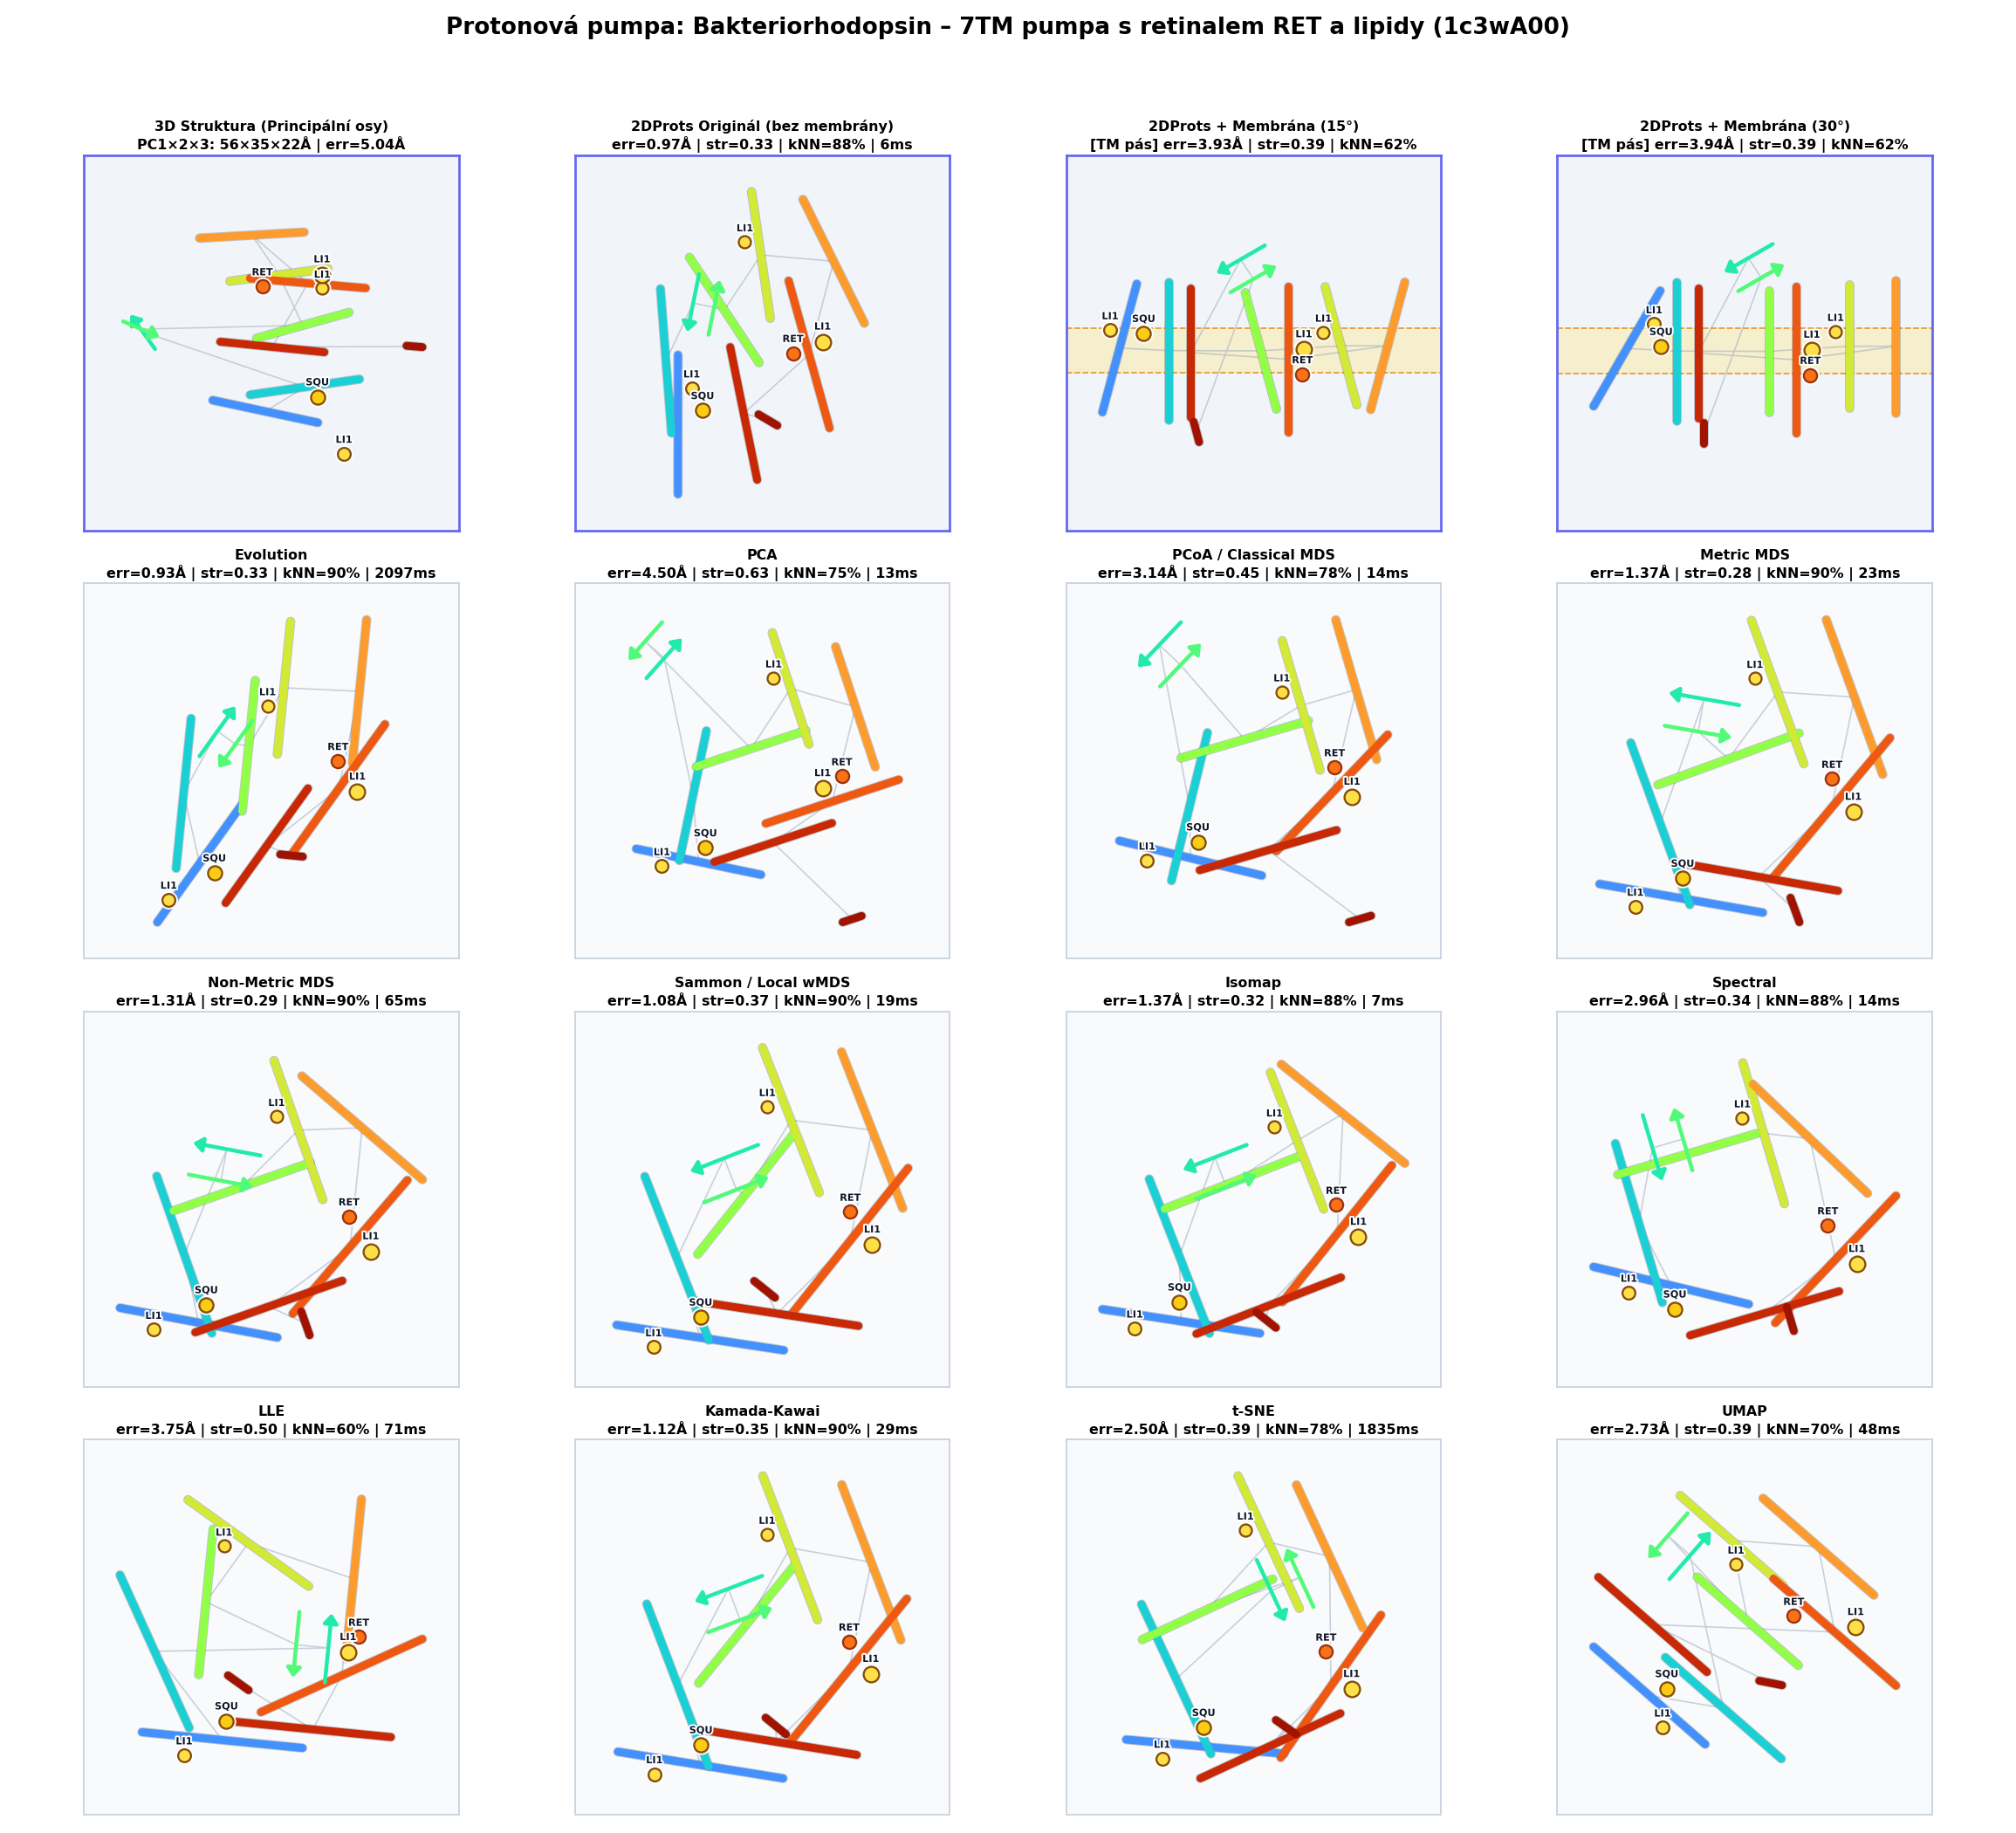 Protonová pumpa: Bakteriorhodopsin – 7TM pumpa s retinalem RET a lipidy (1c3wA00)
3D Struktura (Principální osy)
PC1×2×3: 56×35×22Å | err=5.04Å
LI1
LI1
RET
SQU
LI1
2DProts Originál (bez membrány)
err=0.97Å | str=0.33 | kNN=88% | 6ms
LI1
LI1
RET
LI1
SQU
2DProts + Membrána (15°)
[TM pás] err=3.93Å | str=0.39 | kNN=62%
LI1
SQU
LI1
LI1
RET
2DProts + Membrána (30°)
[TM pás] err=3.94Å | str=0.39 | kNN=62%
LI1
SQU
LI1
LI1
RET
Evolution
err=0.93Å | str=0.33 | kNN=90% | 2097ms
LI1
RET
LI1
SQU
LI1
PCA
err=4.50Å | str=0.63 | kNN=75% | 13ms
LI1
RET
LI1
SQU
LI1
PCoA / Classical MDS
err=3.14Å | str=0.45 | kNN=78% | 14ms
LI1
RET
LI1
SQU
LI1
Metric MDS
err=1.37Å | str=0.28 | kNN=90% | 23ms
LI1
RET
LI1
SQU
LI1
Non-Metric MDS
err=1.31Å | str=0.29 | kNN=90% | 65ms
LI1
RET
LI1
SQU
LI1
Sammon / Local wMDS
err=1.08Å | str=0.37 | kNN=90% | 19ms
LI1
RET
LI1
SQU
LI1
Isomap
err=1.37Å | str=0.32 | kNN=88% | 7ms
LI1
RET
LI1
SQU
LI1
Spectral
err=2.96Å | str=0.34 | kNN=88% | 14ms
LI1
RET
LI1
LI1
SQU
LLE
err=3.75Å | str=0.50 | kNN=60% | 71ms
LI1
RET
LI1
SQU
LI1
Kamada-Kawai
err=1.12Å | str=0.35 | kNN=90% | 29ms
LI1
RET
LI1
SQU
LI1
t-SNE
err=2.50Å | str=0.39 | kNN=78% | 1835ms
LI1
RET
LI1
SQU
LI1
UMAP
err=2.73Å | str=0.39 | kNN=70% | 48ms
LI1
RET
LI1
SQU
LI1